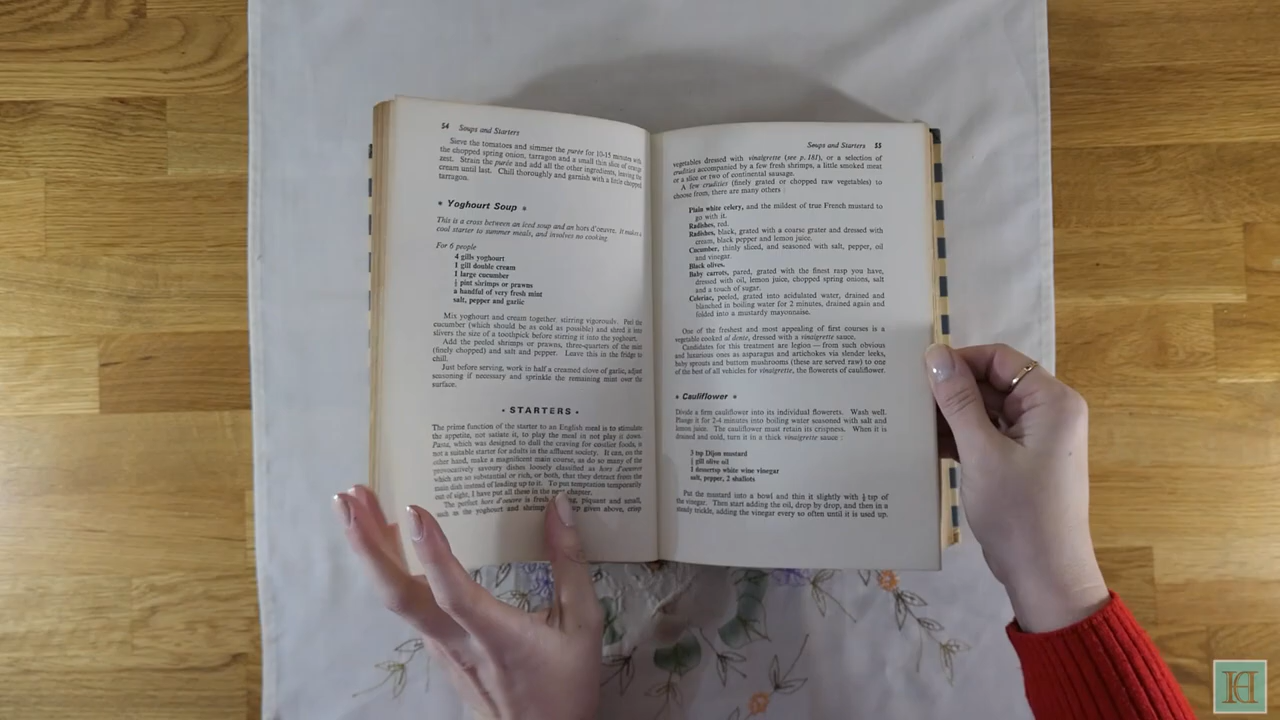 54 Soups and Starters
Sieve the tomatoes and simmer the purée for 10-15 minutes with
the chopped spring onion, tarragon and a small thin slice of orange
zest. Strain the purée and add all the other ingredients, leaving the
cream until last. Chill thoroughly and garnish with a little chopped
tarragon.
* Yoghourt Soup *
This is a cross between an iced soup and an hors d'oeuvre. It makes a
cool starter to summer meals, and involves no cooking.
For 6 people
4 gills yoghourt
1 gill double cream
1 large cucumber
½ pint shrimps or prawns
a handful of very fresh mint
salt, pepper and garlic
Mix yoghourt and cream together stirring vigorously. Peel the
cucumber (which should be as cold as possible) and shred it into
slivers the size of a toothpick before stirring it into the yoghourt.
Add the peeled shrimps or prawns, three-quarters of the mint
(finely chopped) and salt and pepper. Leave this in the fridge to
chill.
Just before serving, work in half a creamed clove of garlic, adjust
seasoning if necessary and sprinkle the remaining mint over the
surface.
• STARTERS •
The prime function of the starter to an English meal is to stimulate
the appetite, not satiate it, to play the meal in not play it down.
Pasta, which was designed to dull the craving for costlier foods, is
not a suitable starter for adults in the affluent society. It can, on the
other hand, make a magnificent main course, as do so many of the
provocatively savoury dishes loosely classified as hors d'oeuvre
which are so substantial or rich, or both, that they detract from the
main dish instead of leading up to it. To put temptation temporarily
out of sight, I have put all these in the next chapter.
The perfect hors d'oeuvre is fresh, piquant and small,
such as the yoghourt and shrimp given above, crisp
Soups and Starters 55
vegetables dressed with vinaigrette (see p. 181), or a selection of
crudities accompanied by a few fresh shrimps, a little smoked meat
or a slice or two of continental sausage.
A few crudities (finely grated or chopped raw vegetables) to
choose from, there are many others :
Plain white celery, and the mildest of true French mustard to
go with it.
Radishes, red.
Radishes, black, grated with a coarse grater and dressed with
cream, black pepper and lemon juice.
Cucumber, thinly sliced, and seasoned with salt, pepper, oil
and vinegar.
Black olives.
Baby carrots, pared, grated with the finest rasp you have,
dressed with oil, lemon juice, chopped spring onions, salt
and a touch of sugar.
Celeriac, peeled, grated into acidulated water, drained and
blanched in boiling water for 2 minutes, drained again and
folded into a mustardy mayonnaise.
One of the freshest and most appealing of first courses is a
vegetable cooked al dente, dressed with a vinaigrette sauce.
Candidates for this treatment are legion — from such obvious
and luxurious ones as asparagus and artichokes via slender leeks,
baby sprouts and button mushrooms (these are served raw) to one
of the best of all vehicles for vinaigrette, the flowerets of cauliflower.
* Cauliflower *
Divide a firm cauliflower into its individual flowerets. Wash well.
Plunge it for 2-4 minutes into boiling water seasoned with salt and
lemon juice. The cauliflower must retain its crispness. When it is
drained and cold, turn it in a thick vinaigrette sauce :
3 tsp Dijon mustard
gill olive oil
1 dessertsp white wine vinegar
salt, pepper, 2 shallots
Put the mustard into a bowl and thin it slightly with ½ tsp of
the vinegar. Then start adding the oil, drop by drop, and then in a
steady trickle, adding the vinegar every so often until it is used up.